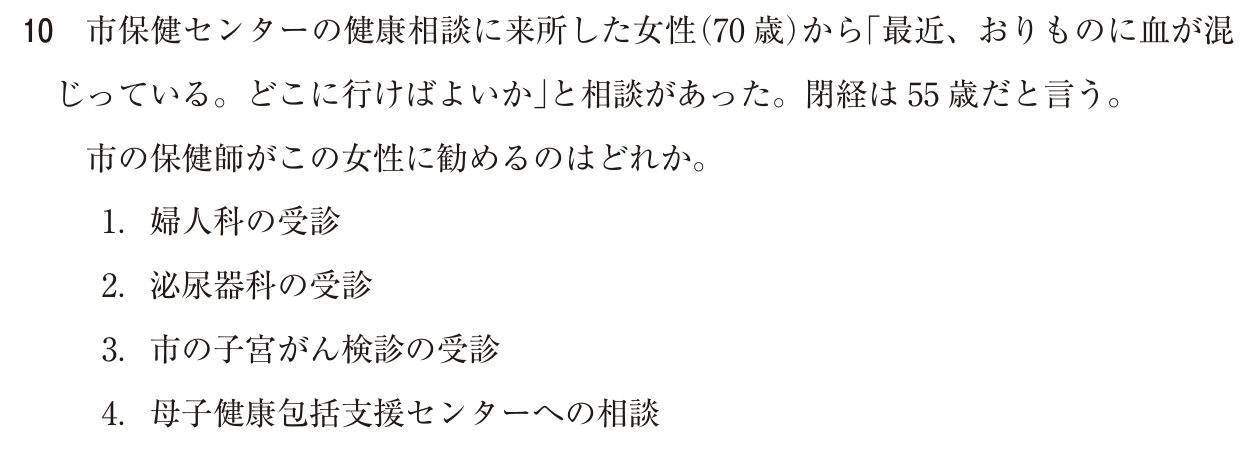 10 市保健センターの健康相談に来所した女性(70 歳)から「最近、おりものに血が混
じっている。どこに行けばよいか」と相談があった。閉経は 55 歳だと言う。
市の保健師がこの女性に勧めるのはどれか。
1. 婦人科の受診
2. 泌尿器科の受診
3. 市の子宮がん検診の受診
4. 母子健康包括支援センターへの相談